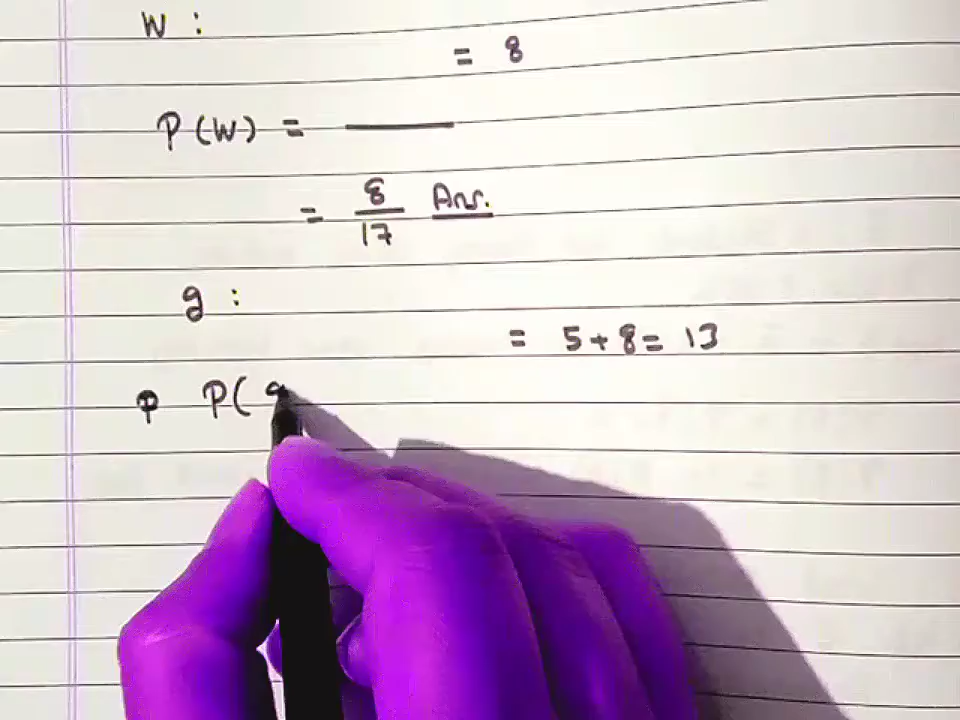 W :
= 8
P (W) =
= 8/17 Ans.
g :
= 5 + 8 = 13
P P( g